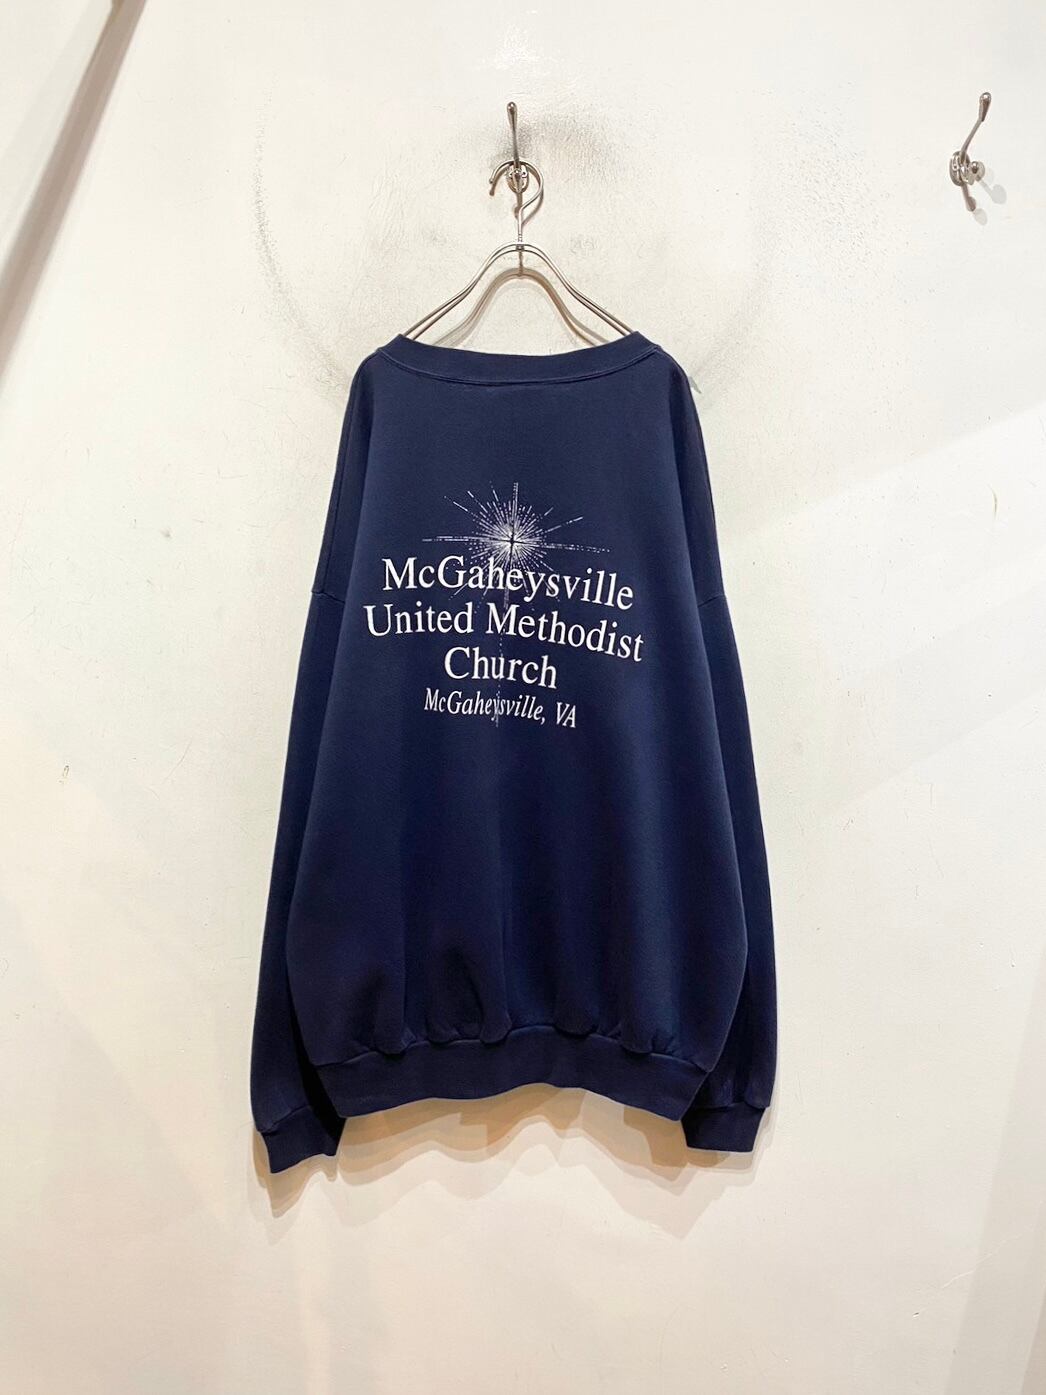 McGaheysville
United Methodist
Church
McGaheysville, VA